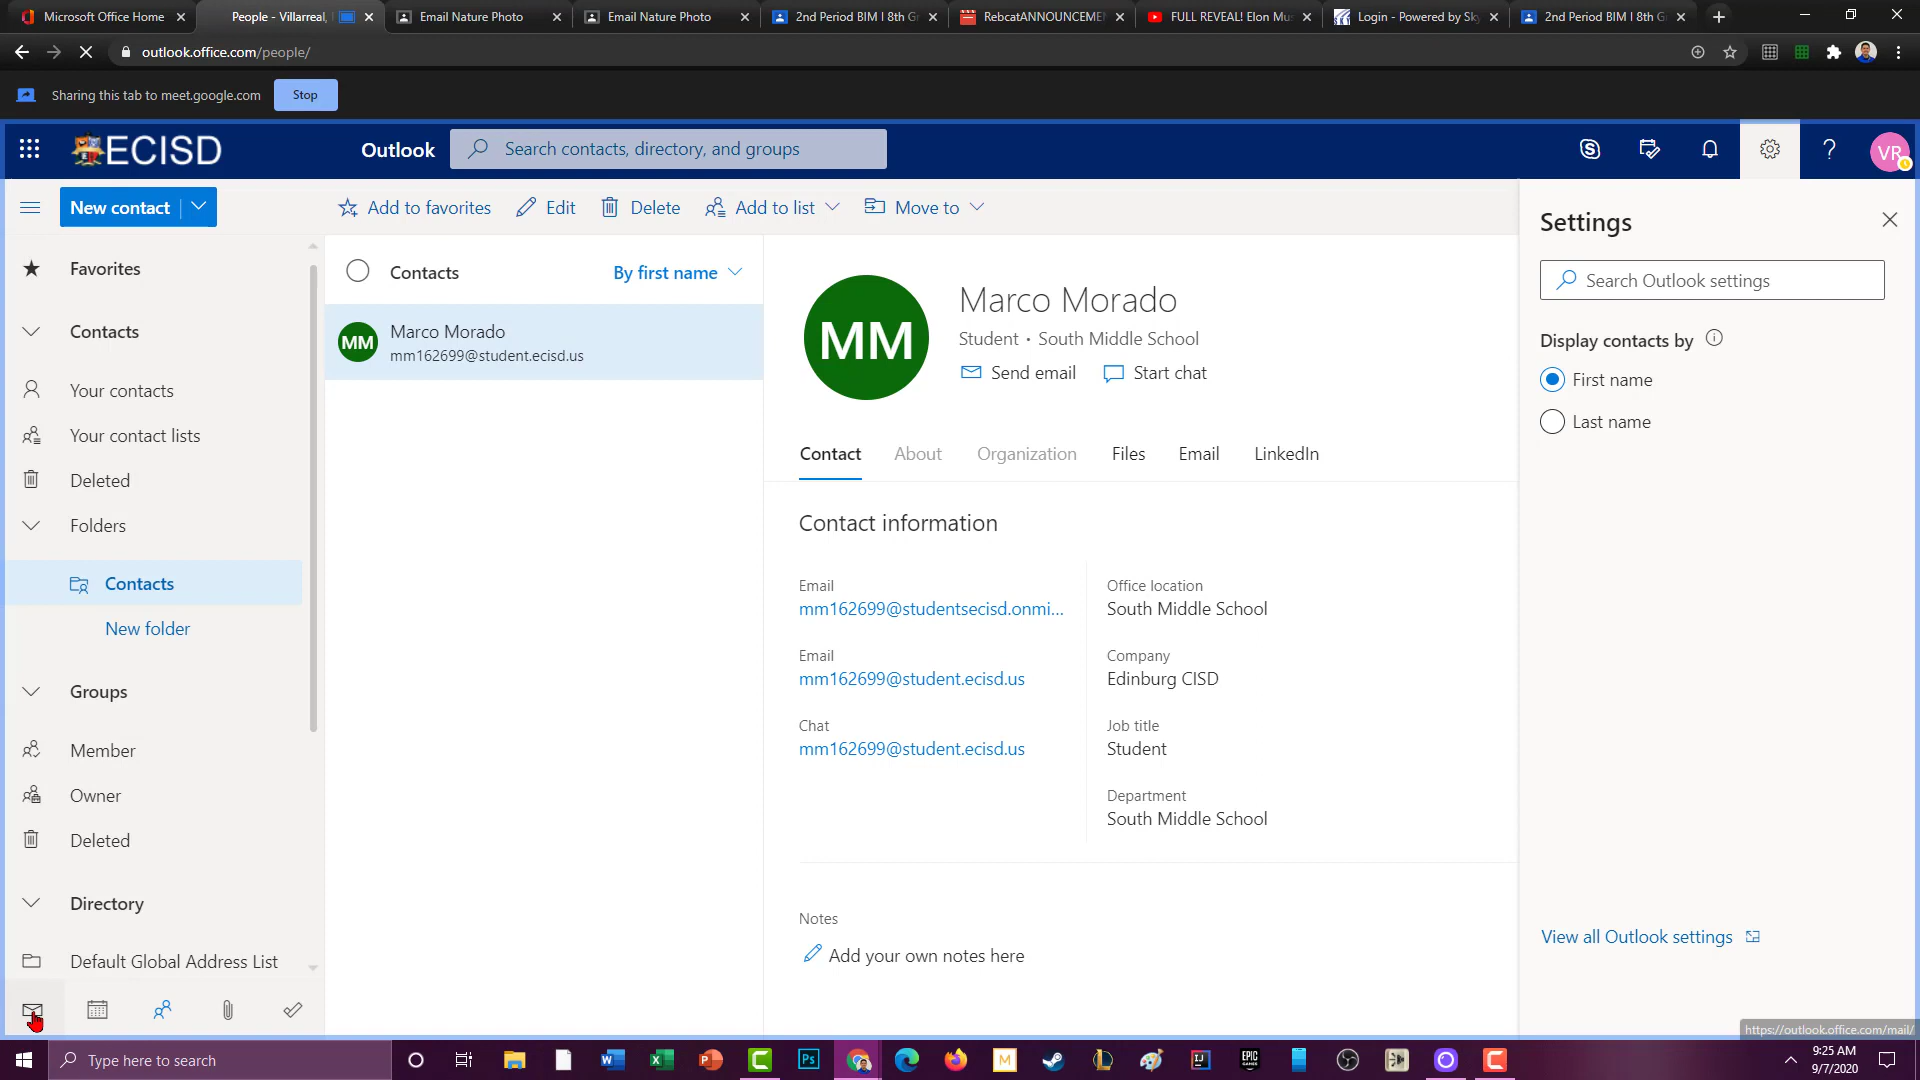 Microsoft Office Home
People - Villarreal,
Email Nature Photo
Email Nature Photo
2nd Period BIM I 8th Gr
RebcatANNOUNCEMEN
FULL REVEAL! Elon Mus
Login - Powered by Sky
2nd Period BIM I 8th Gr
outlook.office.com/people/
Sharing this tab to meet.google.com
Stop
ECISD
Outlook
Search contacts, directory, and groups
VR
New contact
Add to favorites
Edit
Delete
Add to list
Move to
Favorites
Contacts
Your contacts
Your contact lists
Deleted
Folders
Contacts
New folder
Groups
Member
Owner
Deleted
Directory
Default Global Address List
Contacts
By first name
MM
Marco Morado
mm162699@student.ecisd.us
MM
Marco Morado
Student • South Middle School
Send email
Start chat
Contact
About
Organization
Files
Email
LinkedIn
Contact information
Email
mm162699@studentsecisd.onmi...
Email
mm162699@student.ecisd.us
Chat
mm162699@student.ecisd.us
Office location
South Middle School
Company
Edinburg CISD
Job title
Student
Department
South Middle School
Notes
Add your own notes here
Settings
Search Outlook settings
Display contacts by
First name
Last name
View all Outlook settings
https://outlook.office.com/mail/
Type here to search
9:25 AM
9/7/2020